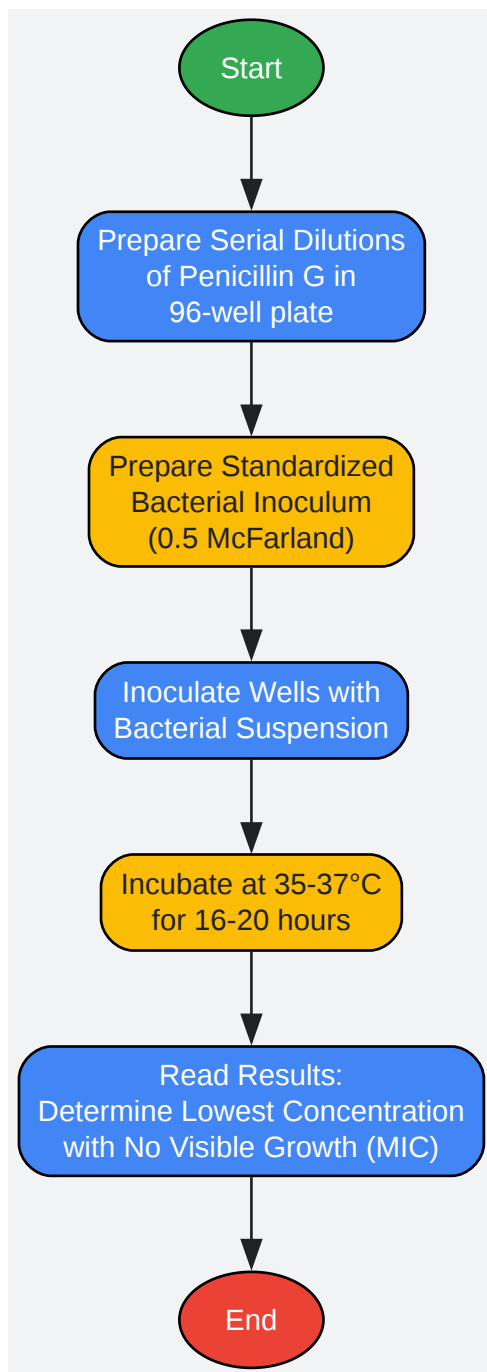 Start
Prepare Serial Dilutions
of Penicillin G in
96-well plate
Prepare Standardized
Bacterial Inoculum
(0.5 McFarland)
Inoculate Wells with
Bacterial Suspension
Incubate at 35-37°C
for 16-20 hours
Read Results:
Determine Lowest Concentration
with No Visible Growth (MIC)
End